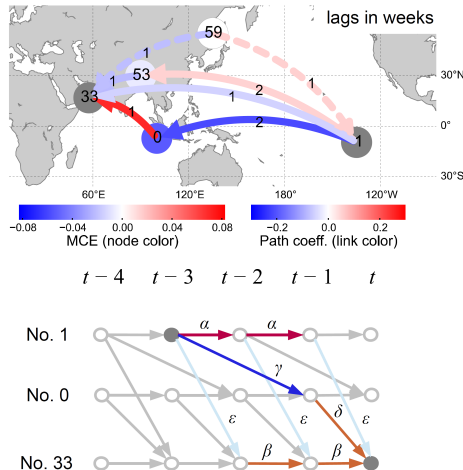 lags in weeks
59
1
1
1
53
2
33
1
1
2
0
1
30°N
0°
30°S
60°E
120°E
180°
120°W
−0.08 −0.04 0.00 0.04 0.08
MCE (node color)
−0.2 0.0 0.2
Path coeff. (link color)
t − 4 t − 3 t − 2 t − 1 t
No. 1
α α
γ
No. 0
ε ε δ ε
No. 33
β β